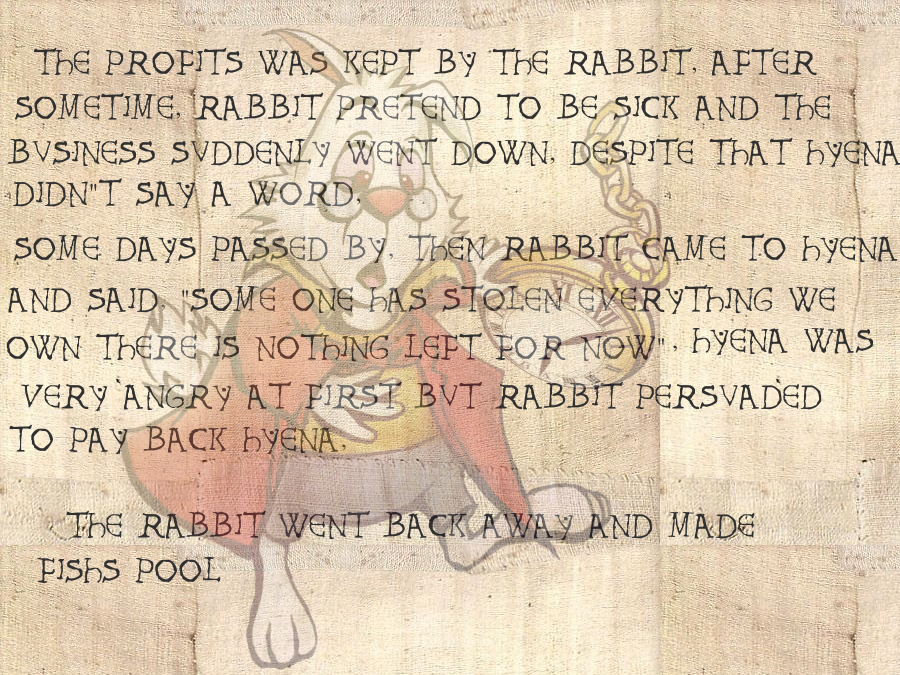 THE PROFITS WAS KEPT BY THE RABBIT. AFTER
SOMETIME, RABBIT PRETEND TO BE SICK AND THE
BUSINESS SUDDENLY WENT DOWN, DESPITE THAT HYENA
DIDN"T SAY A WORD,
SOME DAYS PASSED BY, THEN RABBIT CAME TO HYENA
AND SAID, "SOME ONE HAS STOLEN EVERYTHING WE
OWN THERE IS NOTHING LEFT FOR NOW", HYENA WAS
VERY ANGRY AT FIRST BUT RABBIT PERSUADED
TO PAY BACK HYENA,
THE RABBIT WENT BACK AWAY AND MADE
FISHS POOL